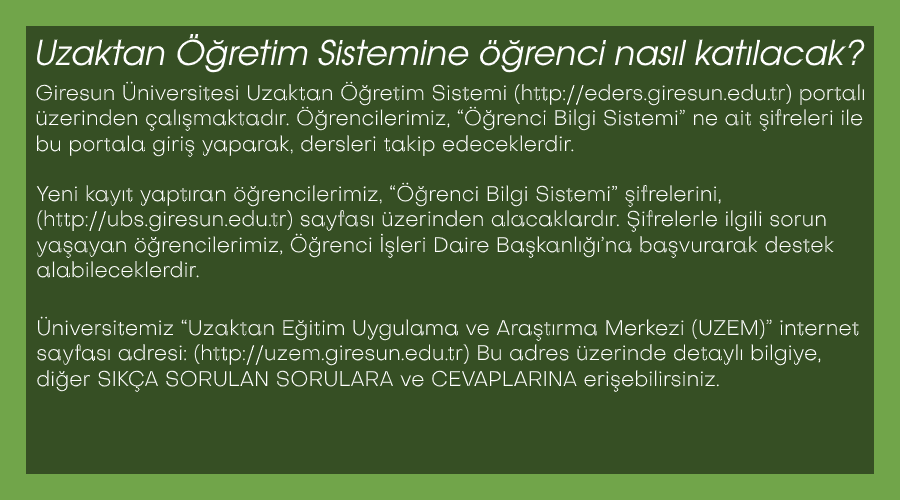 Uzaktan Öğretim Sistemine öğrenci nasıl katılacak?
Giresun Üniversitesi Uzaktan Öğretim Sistemi (http://eders.giresun.edu.tr) portalı
üzerinden çalışmaktadır. Öğrencilerimiz, “Öğrenci Bilgi Sistemi” ne ait şifreleri ile
bu portala giriş yaparak, dersleri takip edeceklerdir.
Yeni kayıt yaptıran öğrencilerimiz, “Öğrenci Bilgi Sistemi” şifrelerini,
(http://ubs.giresun.edu.tr) sayfası üzerinden alacaklardır. Şifrelerle ilgili sorun
yaşayan öğrencilerimiz, Öğrenci İşleri Daire Başkanlığı’na başvurarak destek
alabileceklerdir.
Üniversitemiz “Uzaktan Eğitim Uygulama ve Araştırma Merkezi (UZEM)” internet
sayfası adresi: (http://uzem.giresun.edu.tr) Bu adres üzerinde detaylı bilgiye,
diğer SIKÇA SORULAN SORULARA ve CEVAPLARINA erişebilirsiniz.